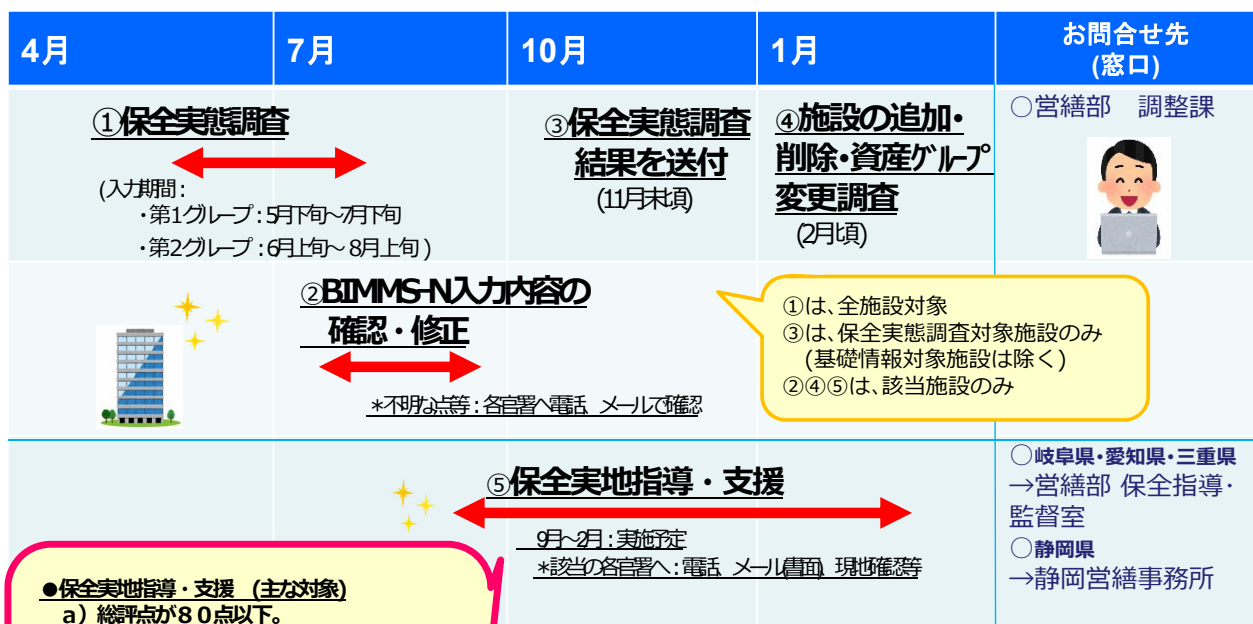 4月
7月
10月
1月
お問合せ先
(窓口)
①保全実態調査
(入力期間：
・第1グループ：5月下旬～7月下旬
・第2グループ：6月上旬～8月上旬)
③保全実態調査
結果を送付
(11月末頃)
④施設の追加・
削除・資産グループ
変更調査
(2月頃)
○営繕部　調整課
②BIMMS-N入力内容の
確認・修正
＊不明な点等：各官署へ電話、メールで確認
①は、全施設対象
③は、保全実態調査対象施設のみ
(基礎情報対象施設は除く)
②④⑤は、該当施設のみ
⑤保全実地指導・支援
9月～2月：実施予定
＊該当の各官署へ：電話、メール(書面)、現地確認等
○岐阜県・愛知県・三重県
→営繕部 保全指導・
監督室
○静岡県
→静岡営繕事務所
●保全実地指導・支援　(主な対象)
a）総評点が８０点以下。